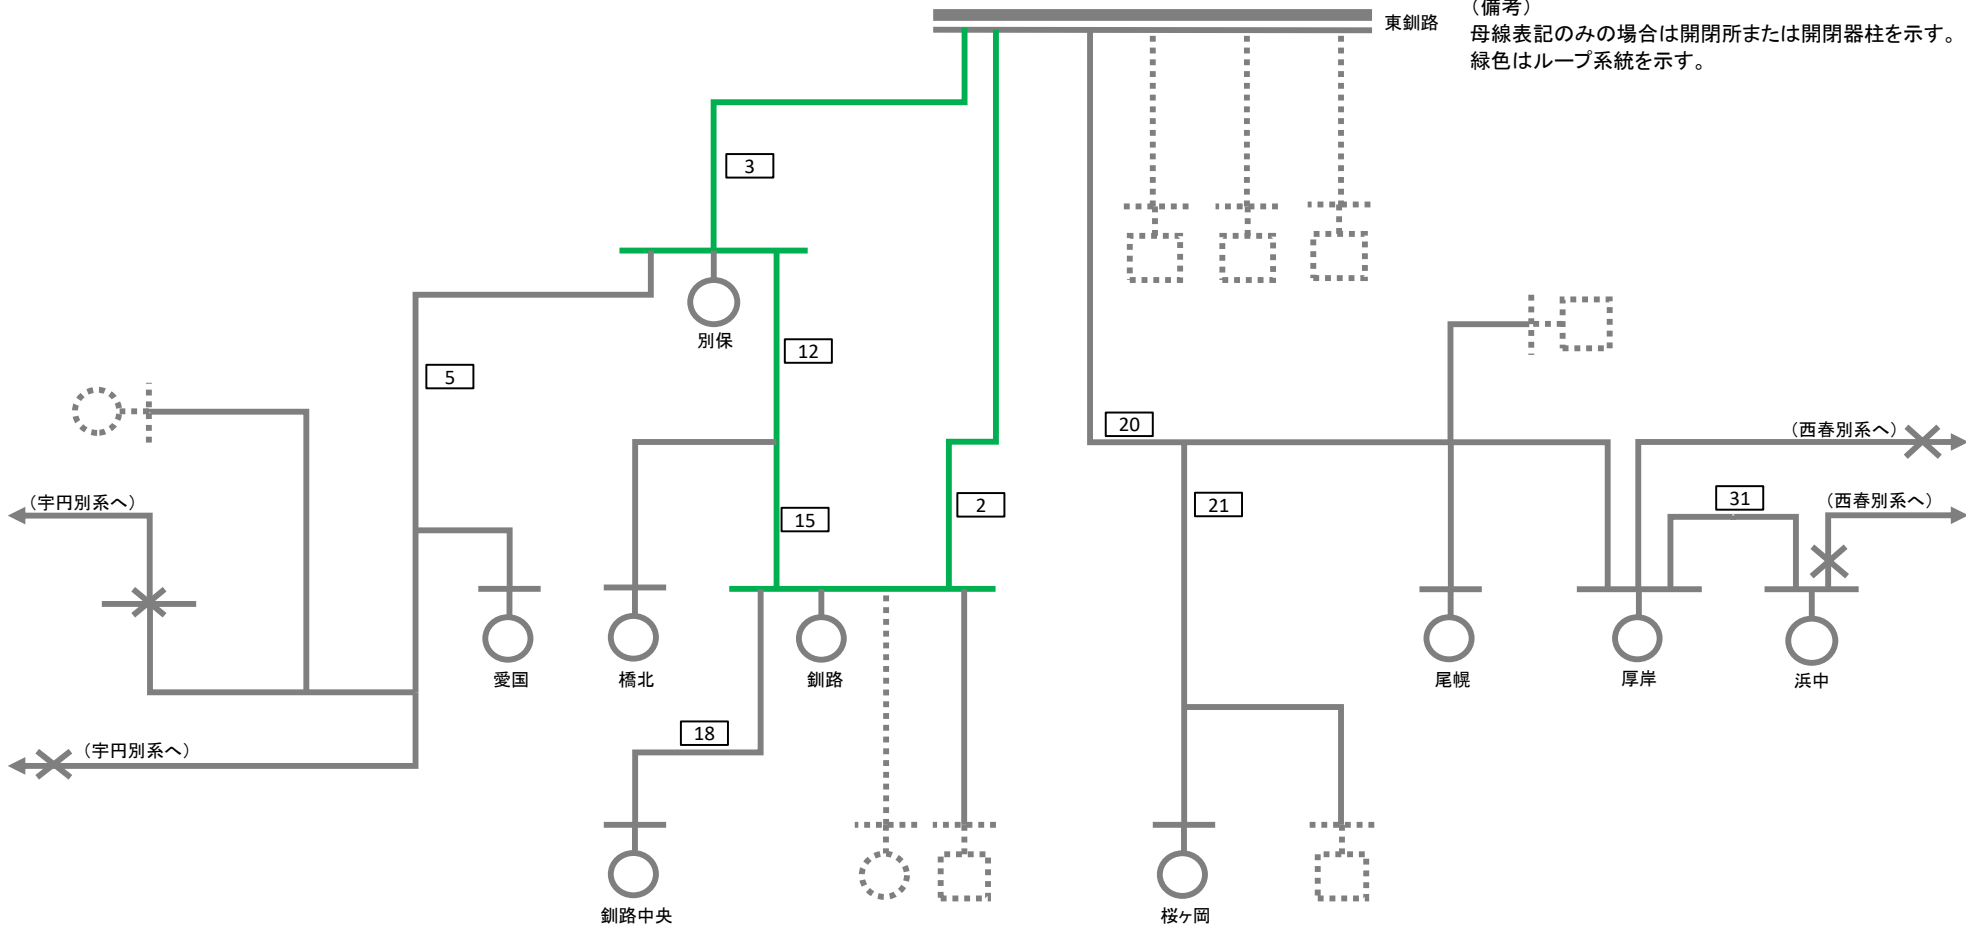 （備考）
東釧路
母線表記のみの場合は開閉所または開閉器柱を示す。
緑色はループ系統を示す。
3
別保
12
5
20
（西春別系へ）
（宇円別系へ）
15
2
21
31
（西春別系へ）
愛国
橋北
釧路
尾幌
厚岸
浜中
18
（宇円別系へ）
釧路中央
桜ヶ岡